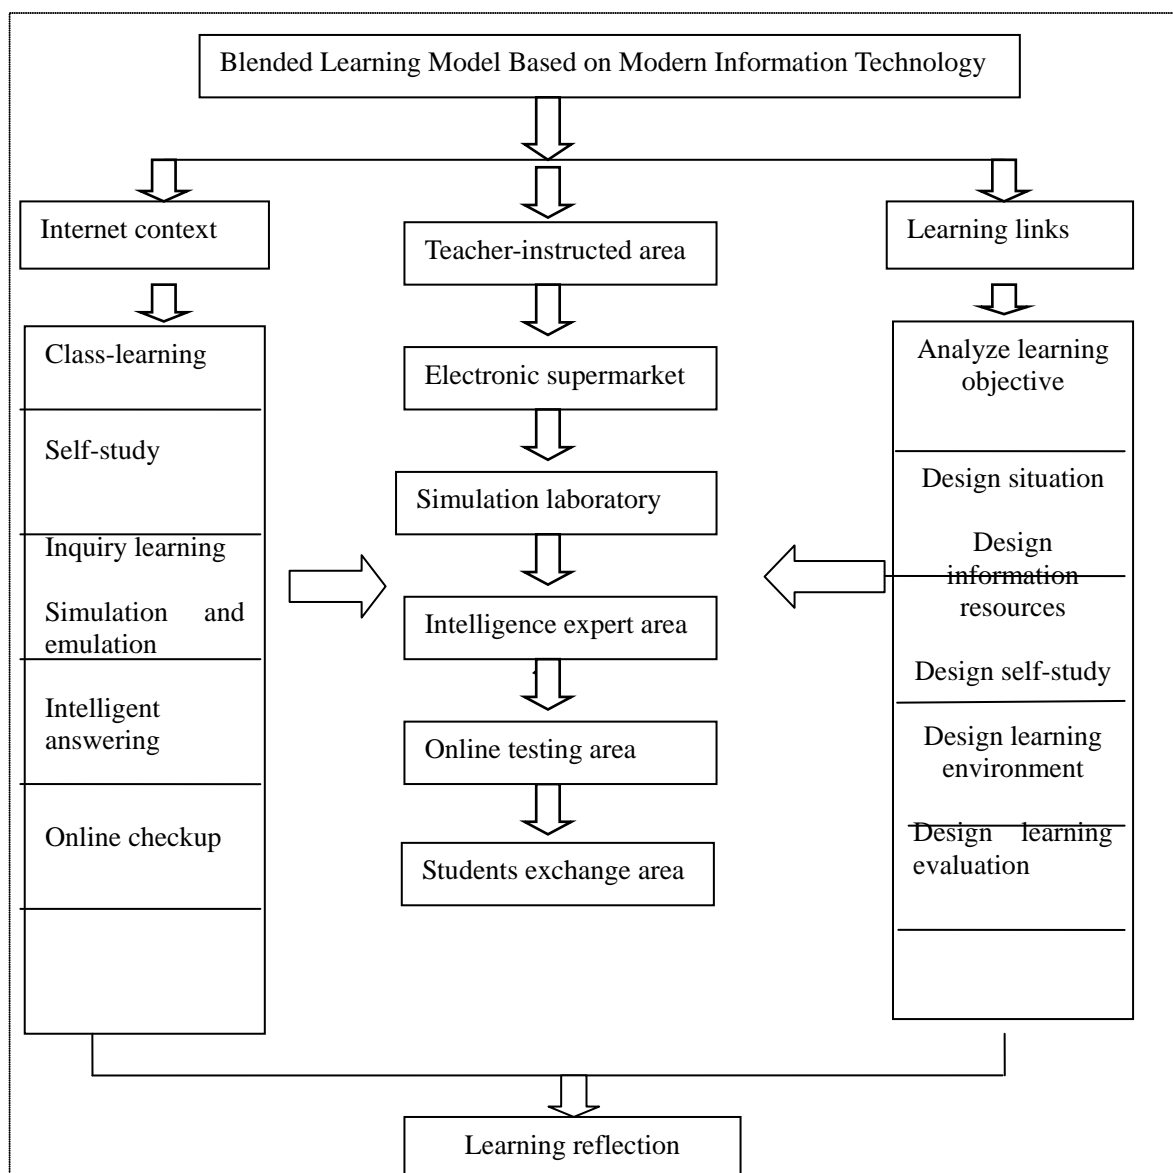 Blended Learning Model Based on Modern Information Technology
Internet context
Teacher-instructed area
Learning links
Class-learning
Self-study
Inquiry learning
Simulation and
emulation
Intelligent
answering
Online checkup
Electronic supermarket
Simulation laboratory
Intelligence expert area
Online testing area
Students exchange area
Analyze learning
objective
Design situation
Design
information
resources
Design self-study
Design learning
environment
Design learning
evaluation
Learning reflection